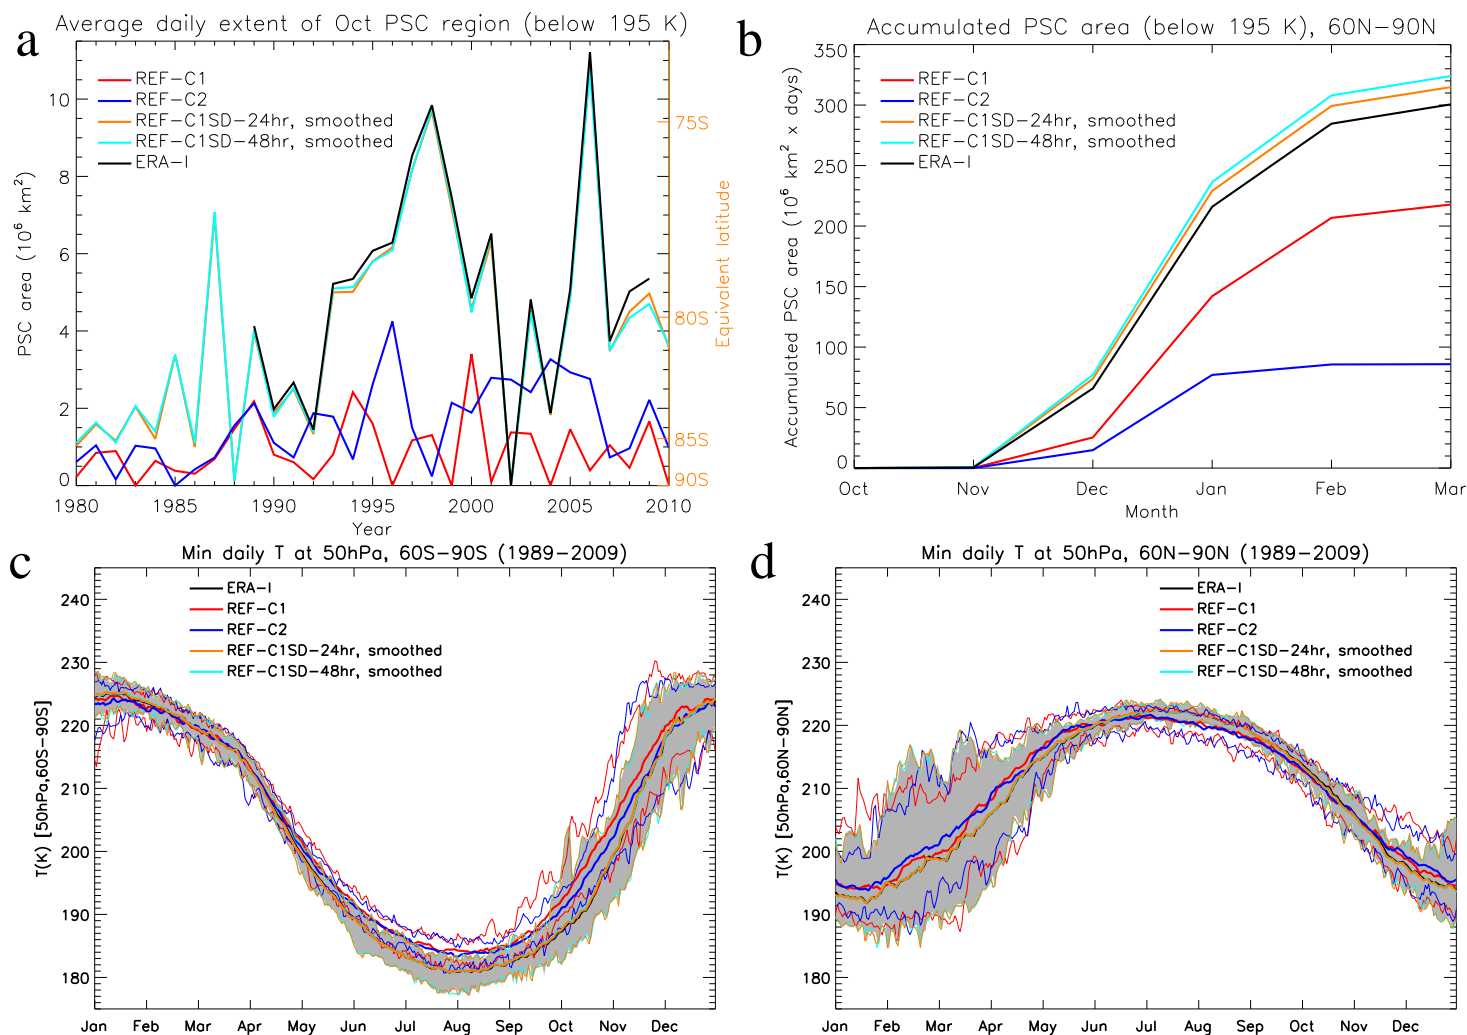 a
Average daily extent of Oct PSC region (below 195 K)
REF-C1
REF-C2
REF-C1SD-24hr, smoothed
REF-C1SD-48hr, smoothed
ERA-I
PSC area (10⁶ km²)
10
8
6
4
2
0
75S
80S
85S
90S
Equivalent latitude
1980
1985
1990
1995
2000
2005
2010
Year
b
Accumulated PSC area (below 195 K), 60N-90N
REF-C1
REF-C2
REF-C1SD-24hr, smoothed
REF-C1SD-48hr, smoothed
ERA-I
Accumulated PSC area (10⁶ km² x days)
350
300
250
200
150
100
50
0
Oct
Nov
Dec
Jan
Feb
Mar
Month
c
Min daily T at 50hPa, 60S-90S (1989-2009)
ERA-I
REF-C1
REF-C2
REF-C1SD-24hr, smoothed
REF-C1SD-48hr, smoothed
T(K) [50hPa,60S-90S]
240
230
220
210
200
190
180
Jan
Feb
Mar
Apr
May
Jun
Jul
Aug
Sep
Oct
Nov
Dec
d
Min daily T at 50hPa, 60N-90N (1989-2009)
ERA-I
REF-C1
REF-C2
REF-C1SD-24hr, smoothed
REF-C1SD-48hr, smoothed
T(K) [50hPa,60N-90N]
240
230
220
210
200
190
180
Jan
Feb
Mar
Apr
May
Jun
Jul
Aug
Sep
Oct
Nov
Dec